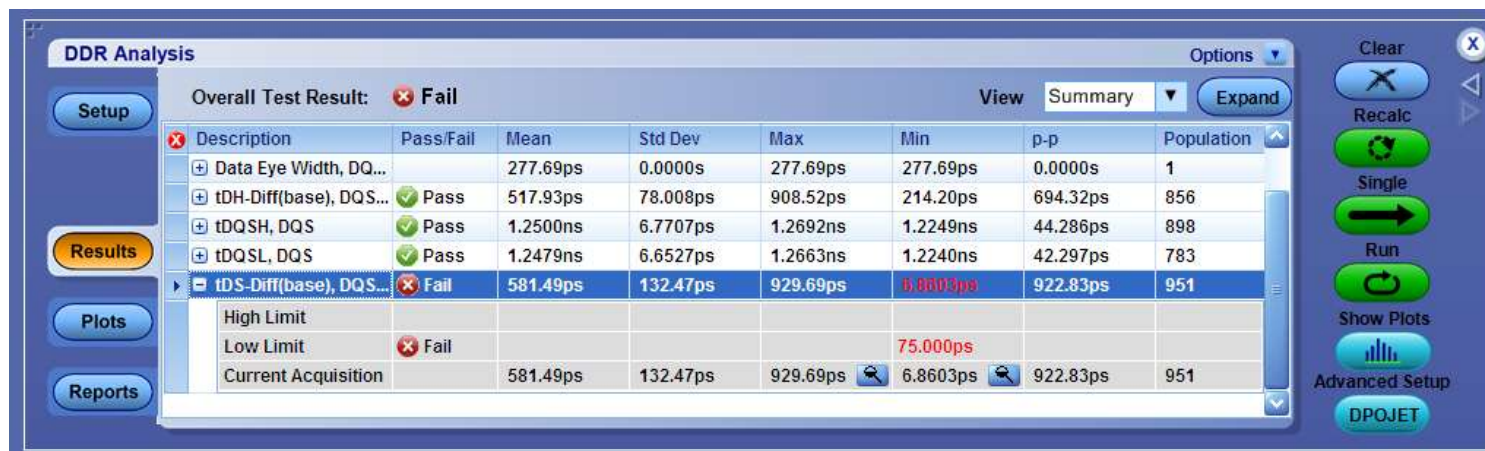 DDR Analysis
Options
Clear
X
Setup
Overall Test Result: Fail
View Summary
Expand
Recalc
Description Pass/Fail Mean Std Dev Max Min p-p Population
Data Eye Width, DQ... 277.69ps 0.0000s 277.69ps 277.69ps 0.0000s 1
Single
tDH-Diff(base), DQS... Pass 517.93ps 78.008ps 908.52ps 214.20ps 694.32ps 856
tDQSH, DQS Pass 1.2500ns 6.7707ps 1.2692ns 1.2249ns 44.286ps 898
Results
tDQSL, DQS Pass 1.2479ns 6.6527ps 1.2663ns 1.2240ns 42.297ps 783
Run
tDS-Diff(base), DQS... Fail 581.49ps 132.47ps 929.69ps 6.8603ps 922.83ps 951
Plots
High Limit
Show Plots
Low Limit Fail 75.000ps
Current Acquisition 581.49ps 132.47ps 929.69ps 6.8603ps 922.83ps 951
Reports
Advanced Setup
DPOJET